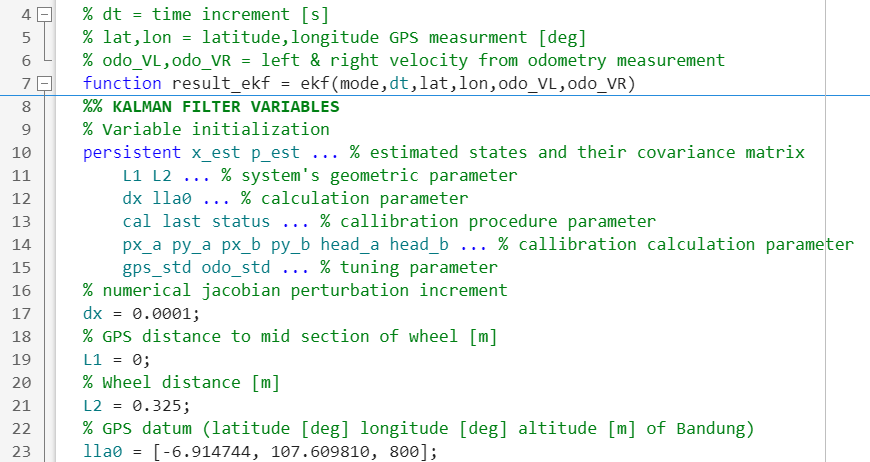 4 % dt = time increment [s]
5 % lat,lon = latitude,longitude GPS measurment [deg]
6 % odo_VL,odo_VR = left & right velocity from odometry measurement
7 function result_ekf = ekf(mode,dt,lat,lon,odo_VL,odo_VR)
8 %% KALMAN FILTER VARIABLES
9 % Variable initialization
10 persistent x_est p_est ... % estimated states and their covariance matrix
11 L1 L2 ... % system's geometric parameter
12 dx lla0 ... % calculation parameter
13 cal last status ... % callibration procedure parameter
14 px_a py_a px_b py_b head_a head_b ... % callibration calculation parameter
15 gps_std odo_std ... % tuning parameter
16 % numerical jacobian perturbation increment
17 dx = 0.0001;
18 % GPS distance to mid section of wheel [m]
19 L1 = 0;
20 % Wheel distance [m]
21 L2 = 0.325;
22 % GPS datum (latitude [deg] longitude [deg] altitude [m] of Bandung)
23 lla0 = [-6.914744, 107.609810, 800];